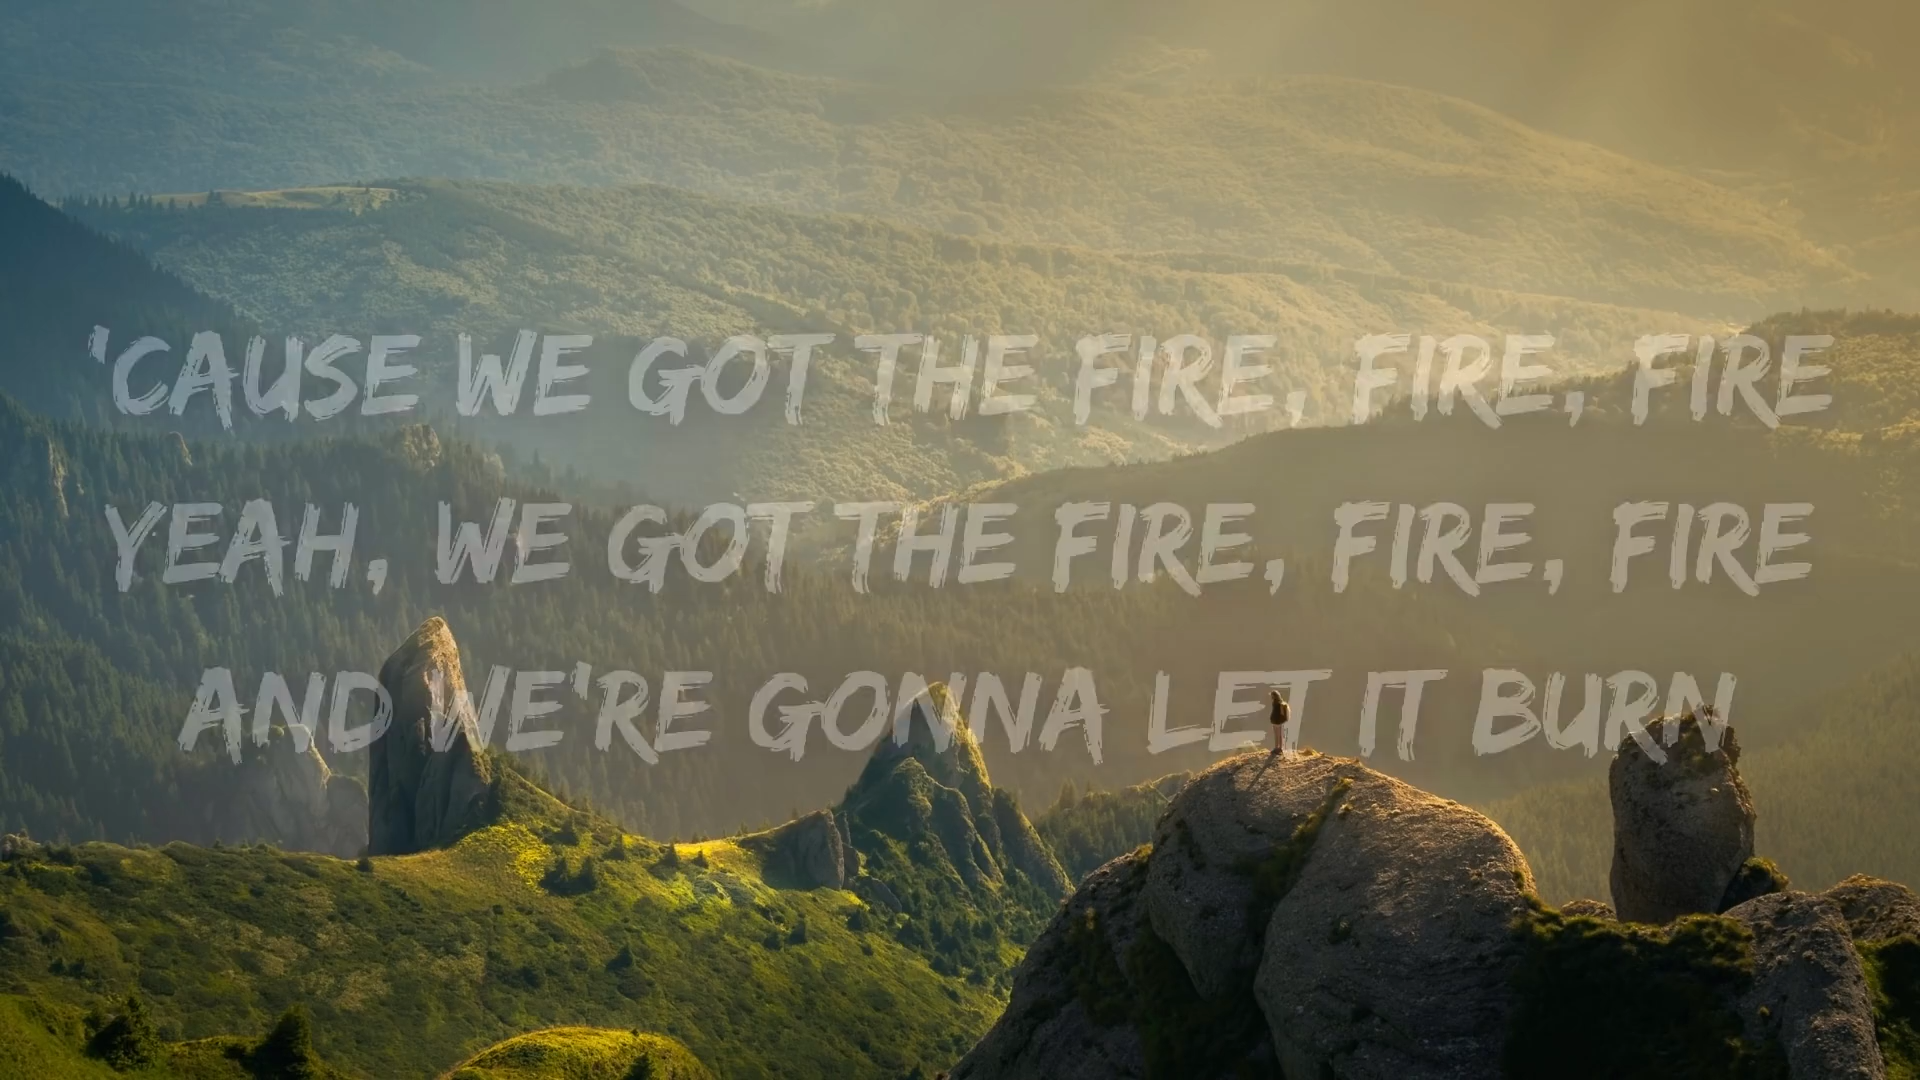 'CAUSE WE GOT THE FIRE, FIRE, FIRE
YEAH, WE GOT THE FIRE, FIRE, FIRE
AND WE'RE GONNA LET IT BURN